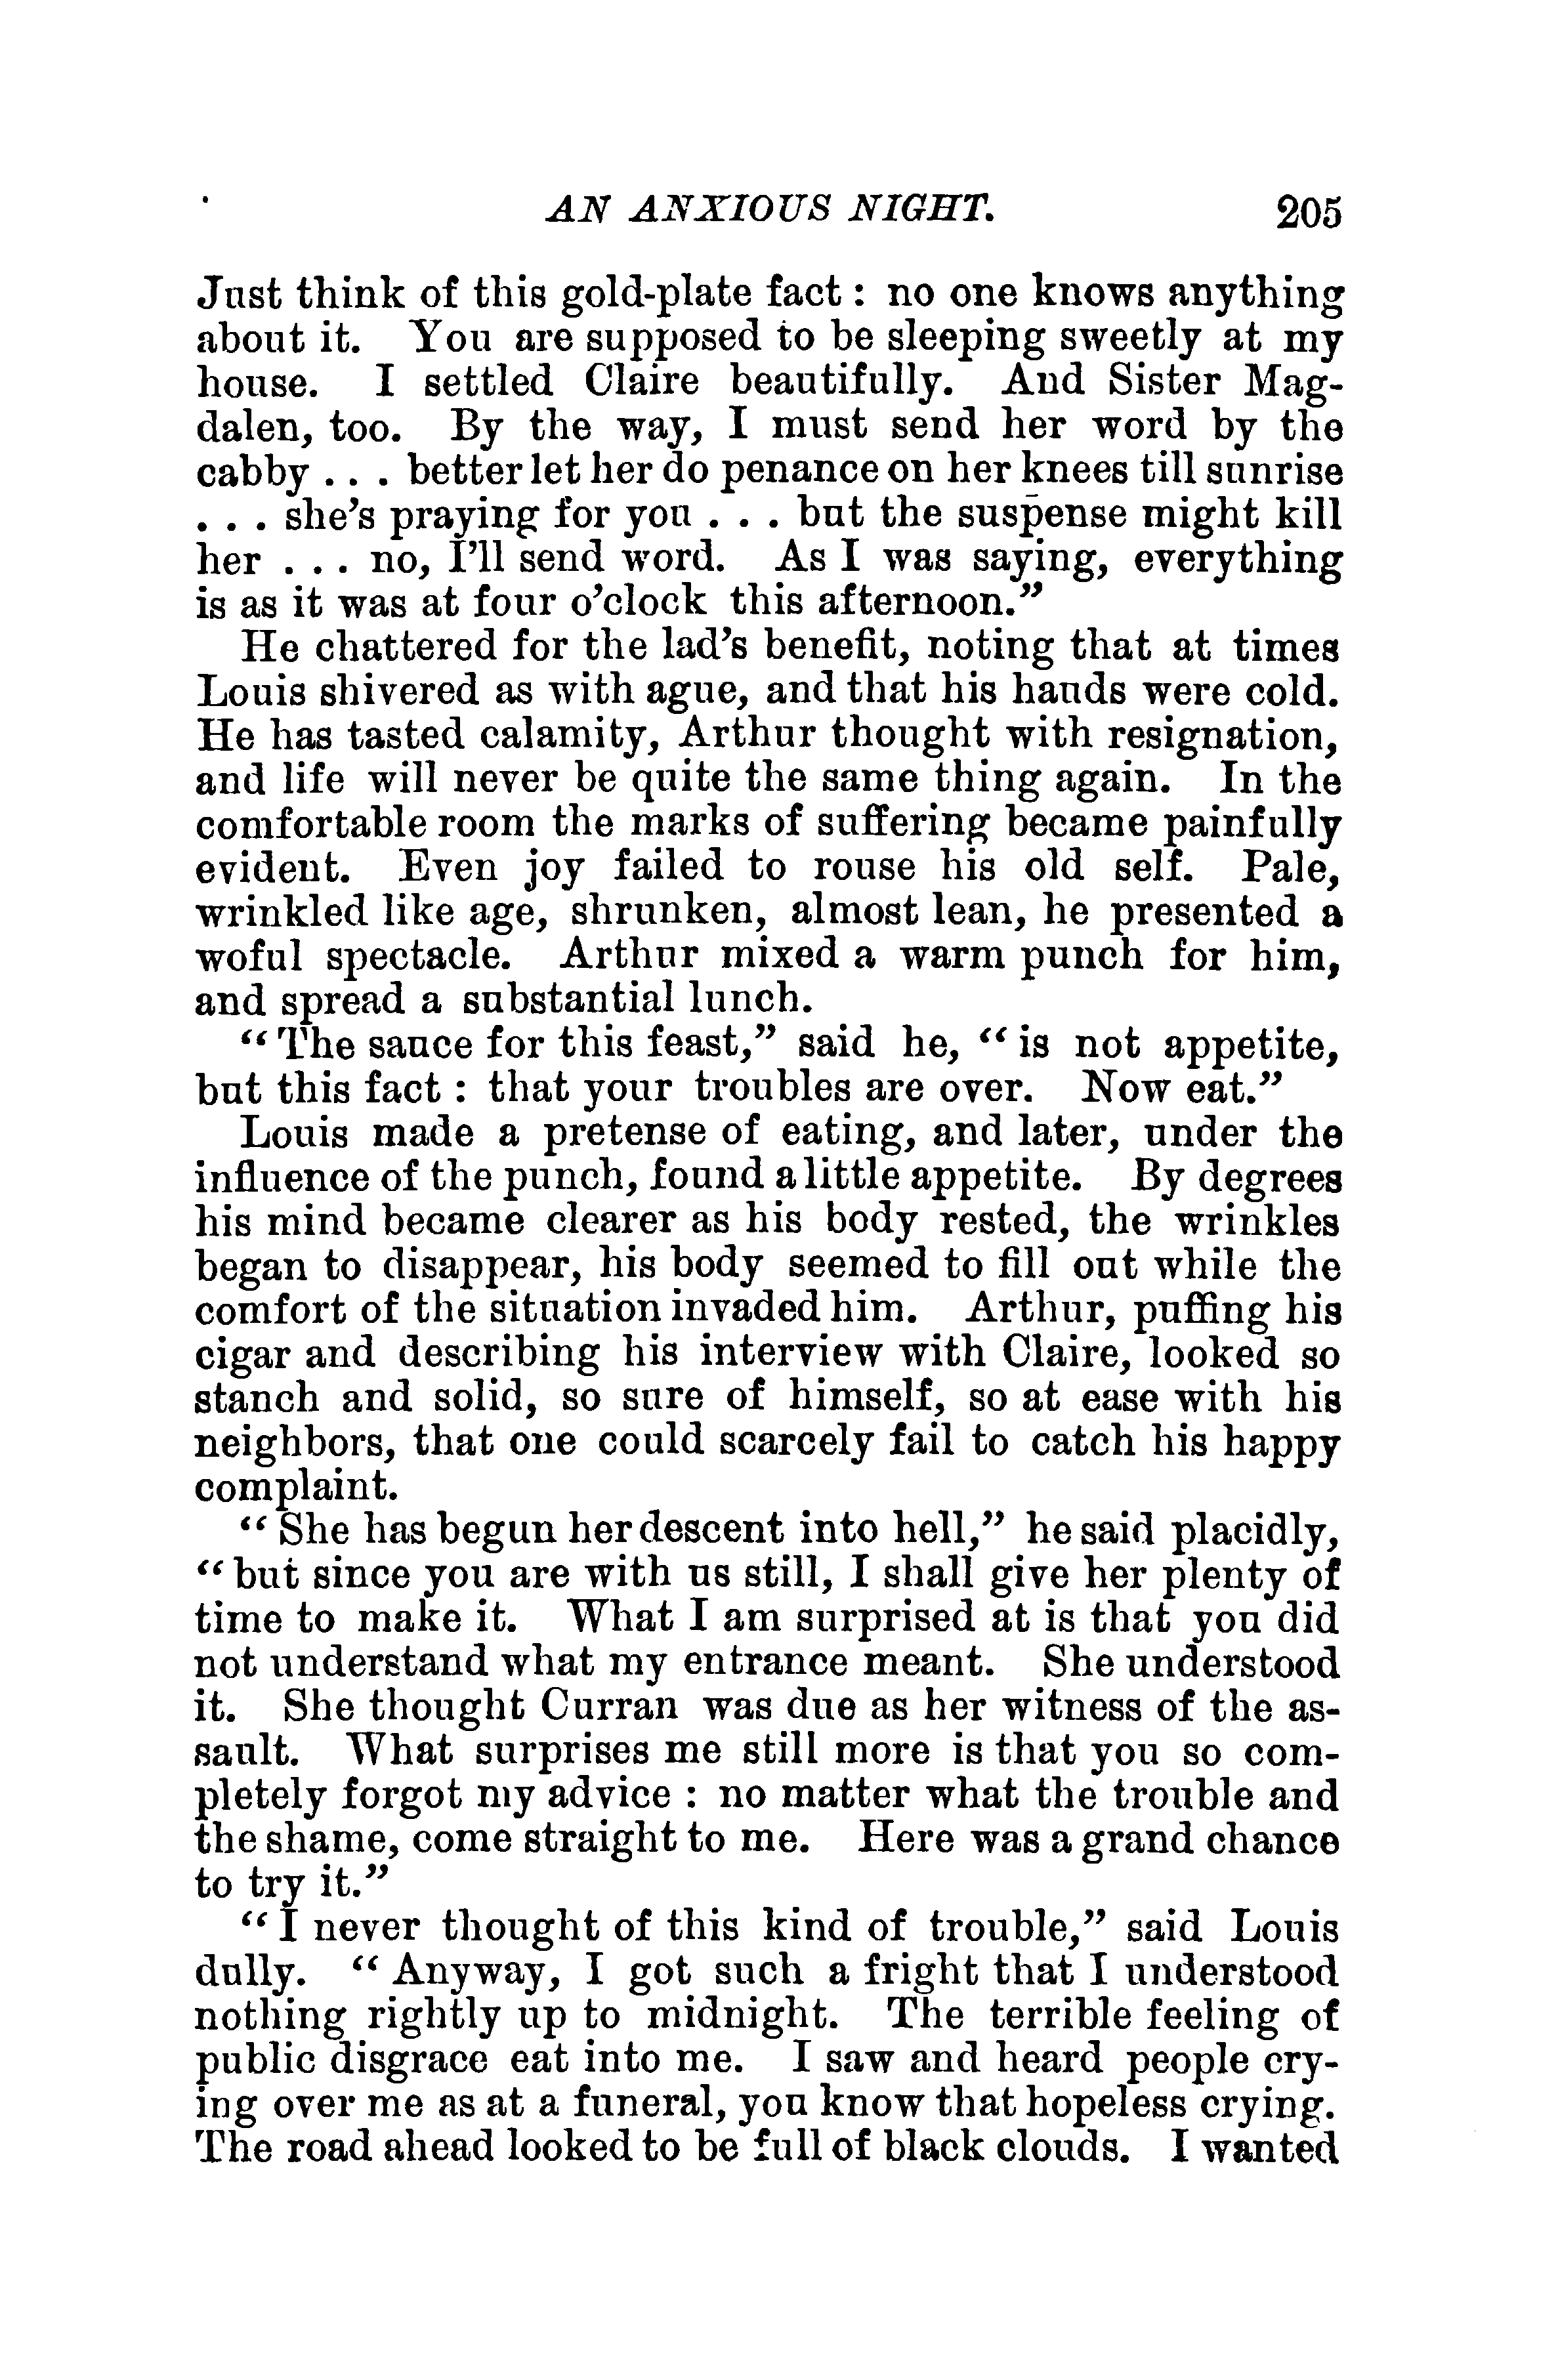 AN ANXIOUS NIGHT. 205
Just think of this gold-plate fact: no one knows anything
about it. You are supposed to be sleeping sweetly at my
house. I settled Claire beautifully. And Sister Mag-
dalen, too. By the way, I must send her word by the
cabby . . . better let her do penance on her knees till sunrise
. . . she's praying for you . . . but the suspense might kill
her . . . no, I'll send word. As I was saying, everything
is as it was at four o'clock this afternoon."
He chattered for the lad's benefit, noting that at times
Louis shivered as with ague, and that his hands were cold.
He has tasted calamity, Arthur thought with resignation,
and life will never be quite the same thing again. In the
comfortable room the marks of suffering became painfully
evident. Even joy failed to rouse his old self. Pale,
wrinkled like age, shrunken, almost lean, he presented a
woful spectacle. Arthur mixed a warm punch for him,
and spread a substantial lunch.
"The sauce for this feast," said he, "is not appetite,
but this fact: that your troubles are over. Now eat."
Louis made a pretense of eating, and later, under the
influence of the punch, found a little appetite. By degrees
his mind became clearer as his body rested, the wrinkles
began to disappear, his body seemed to fill out while the
comfort of the situation invaded him. Arthur, puffing his
cigar and describing his interview with Claire, looked so
stanch and solid, so sure of himself, so at ease with his
neighbors, that one could scarcely fail to catch his happy
complaint.
"She has begun her descent into hell," he said placidly,
"but since you are with us still, I shall give her plenty of
time to make it. What I am surprised at is that you did
not understand what my entrance meant. She understood
it. She thought Curran was due as her witness of the as-
sault. What surprises me still more is that you so com-
pletely forgot my advice: no matter what the trouble and
the shame, come straight to me. Here was a grand chance
to try it."
"I never thought of this kind of trouble," said Louis
dully. "Anyway, I got such a fright that I understood
nothing rightly up to midnight. The terrible feeling of
public disgrace eat into me. I saw and heard people cry-
ing over me as at a funeral, you know that hopeless crying.
The road ahead looked to be full of black clouds. I wanted